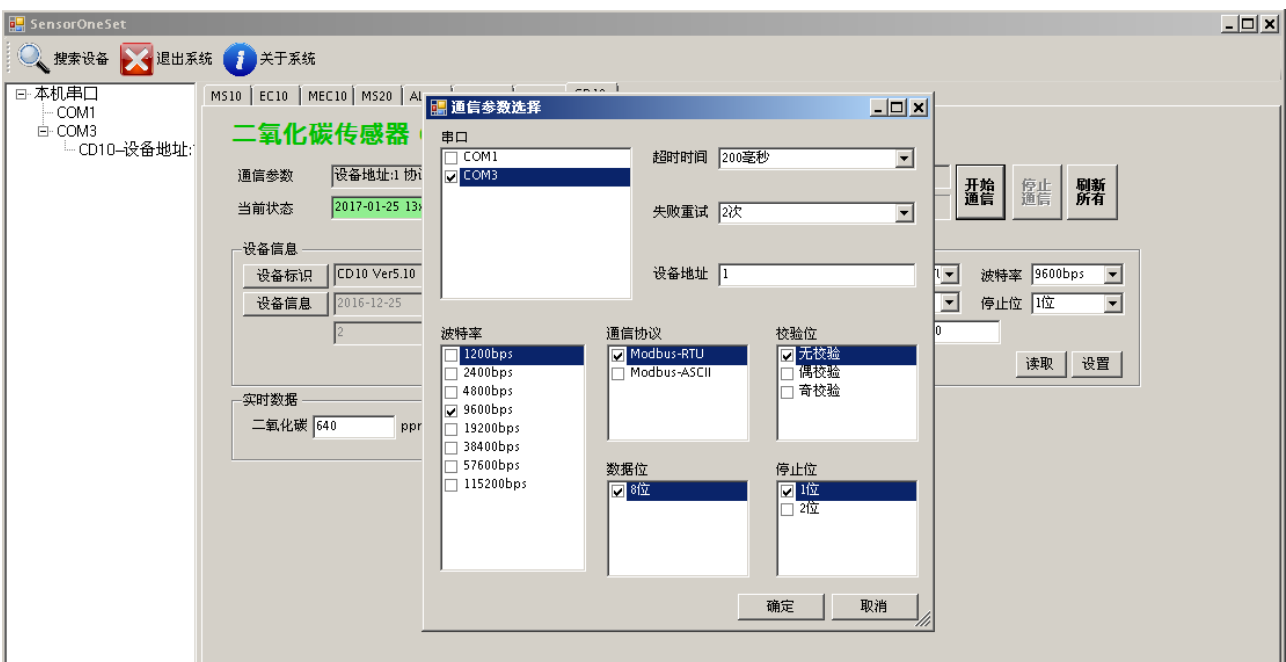 SensorOneSet
搜索设备 退出系统 关于系统
本机串口
COM1
COM3
CD10—设备地址:
MS10 EC10 MEC10 MS20
二氧化碳传感器
通信参数 设备地址:1
当前状态 2017-01-25
开始通信 停止通信 刷新所有
设备信息
设备标识 CD10 Ver5.10
设备信息 2016-12-25
2
波特率 9600bps
停止位 1位
0
读取 设置
实时数据
二氧化碳 640
通信参数选择
串口
COM1
COM3
超时时间 200毫秒
失败重试 2次
设备地址 1
波特率
1200bps
2400bps
4800bps
9600bps
19200bps
38400bps
57600bps
115200bps
通信协议
Modbus-RTU
Modbus-ASCII
校验位
无校验
偶校验
奇校验
数据位
8位
停止位
1位
2位
确定 取消